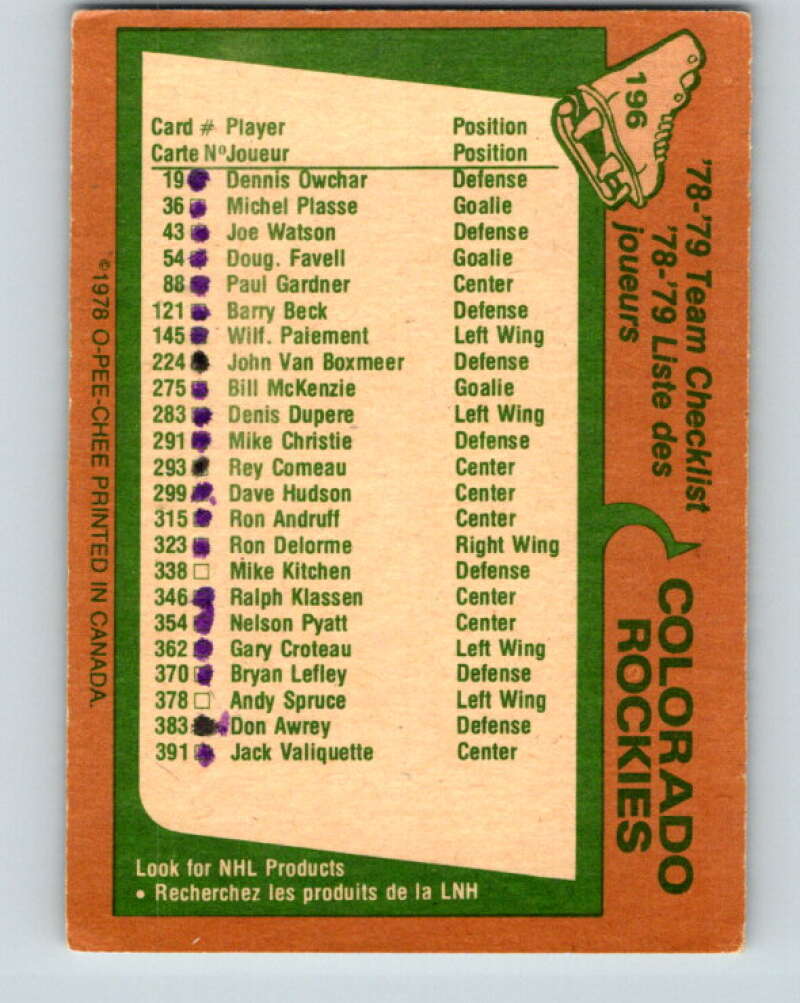 196
'78-'79 Team Checklist
'78-'79 Liste des
joueurs
COLORADO
ROCKIES
Card # Player Position
Carte Nº Joueur Position
19 Dennis Owchar Defense
36 Michel Plasse Goalie
43 Joe Watson Defense
54 Doug. Favell Goalie
88 Paul Gardner Center
121 Barry Beck Defense
145 Wilf. Paiement Left Wing
224 John Van Boxmeer Defense
275 Bill McKenzie Goalie
283 Denis Dupere Left Wing
291 Mike Christie Defense
293 Rey Comeau Center
299 Dave Hudson Center
315 Ron Andruff Center
323 Ron Delorme Right Wing
338 Mike Kitchen Defense
346 Ralph Klassen Center
354 Nelson Pyatt Center
362 Gary Croteau Left Wing
370 Bryan Lefley Defense
378 Andy Spruce Left Wing
383 Don Awrey Defense
391 Jack Valiquette Center
Look for NHL Products
• Recherchez les produits de la LNH
©1978 O-PEE-CHEE PRINTED IN CANADA.